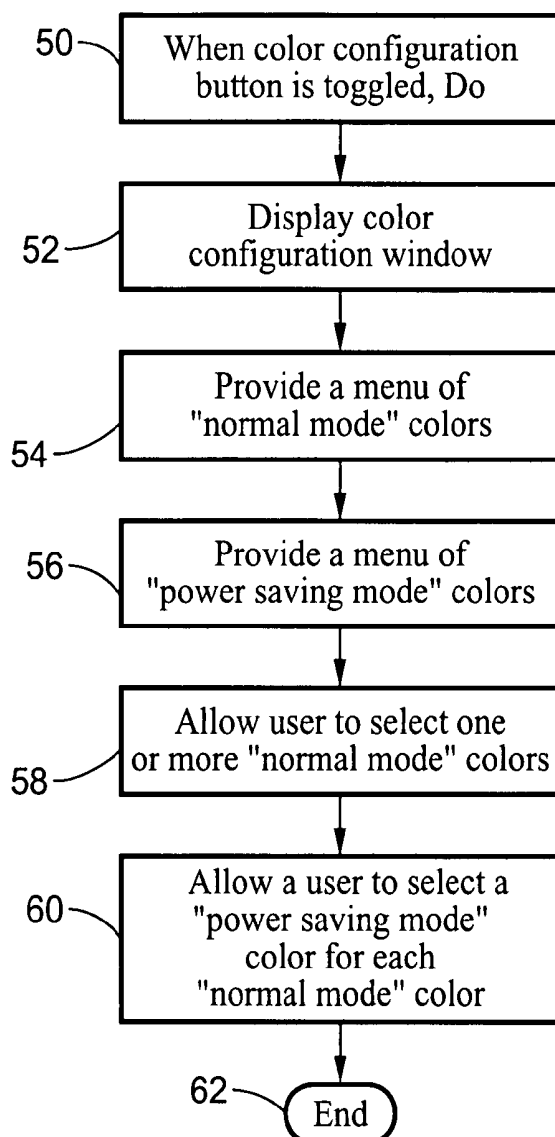 50
When color configuration
button is toggled, Do
52
Display color
configuration window
54
Provide a menu of
"normal mode" colors
56
Provide a menu of
"power saving mode" colors
58
Allow user to select one
or more "normal mode" colors
60
Allow a user to select a
"power saving mode"
color for each
"normal mode" color
62
End